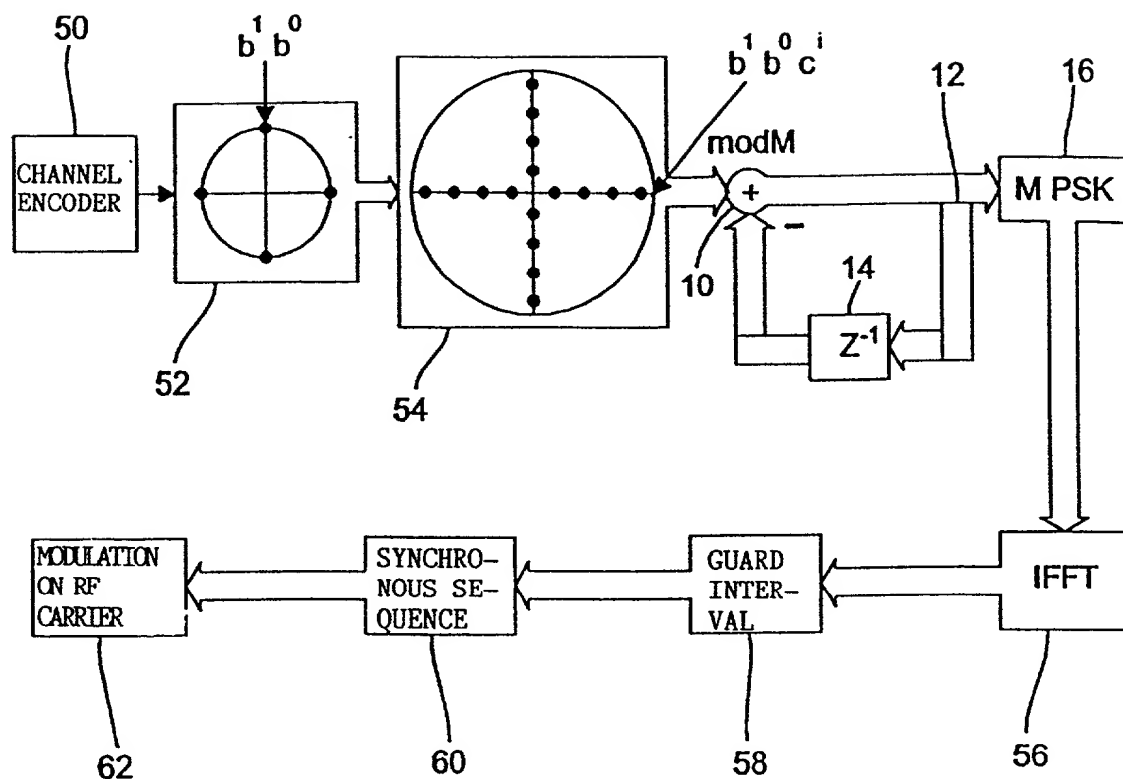 50
b¹ b⁰
b¹ b⁰ cⁱ
12
16
CHANNEL
ENCODER
modM
+
M PSK
−
10
14
Z⁻¹
52
54
MODULATION
ON RF
CARRIER
SYNCHRO–
NOUS SE–
QUENCE
GUARD
INTER–
VAL
IFFT
62
60
58
56